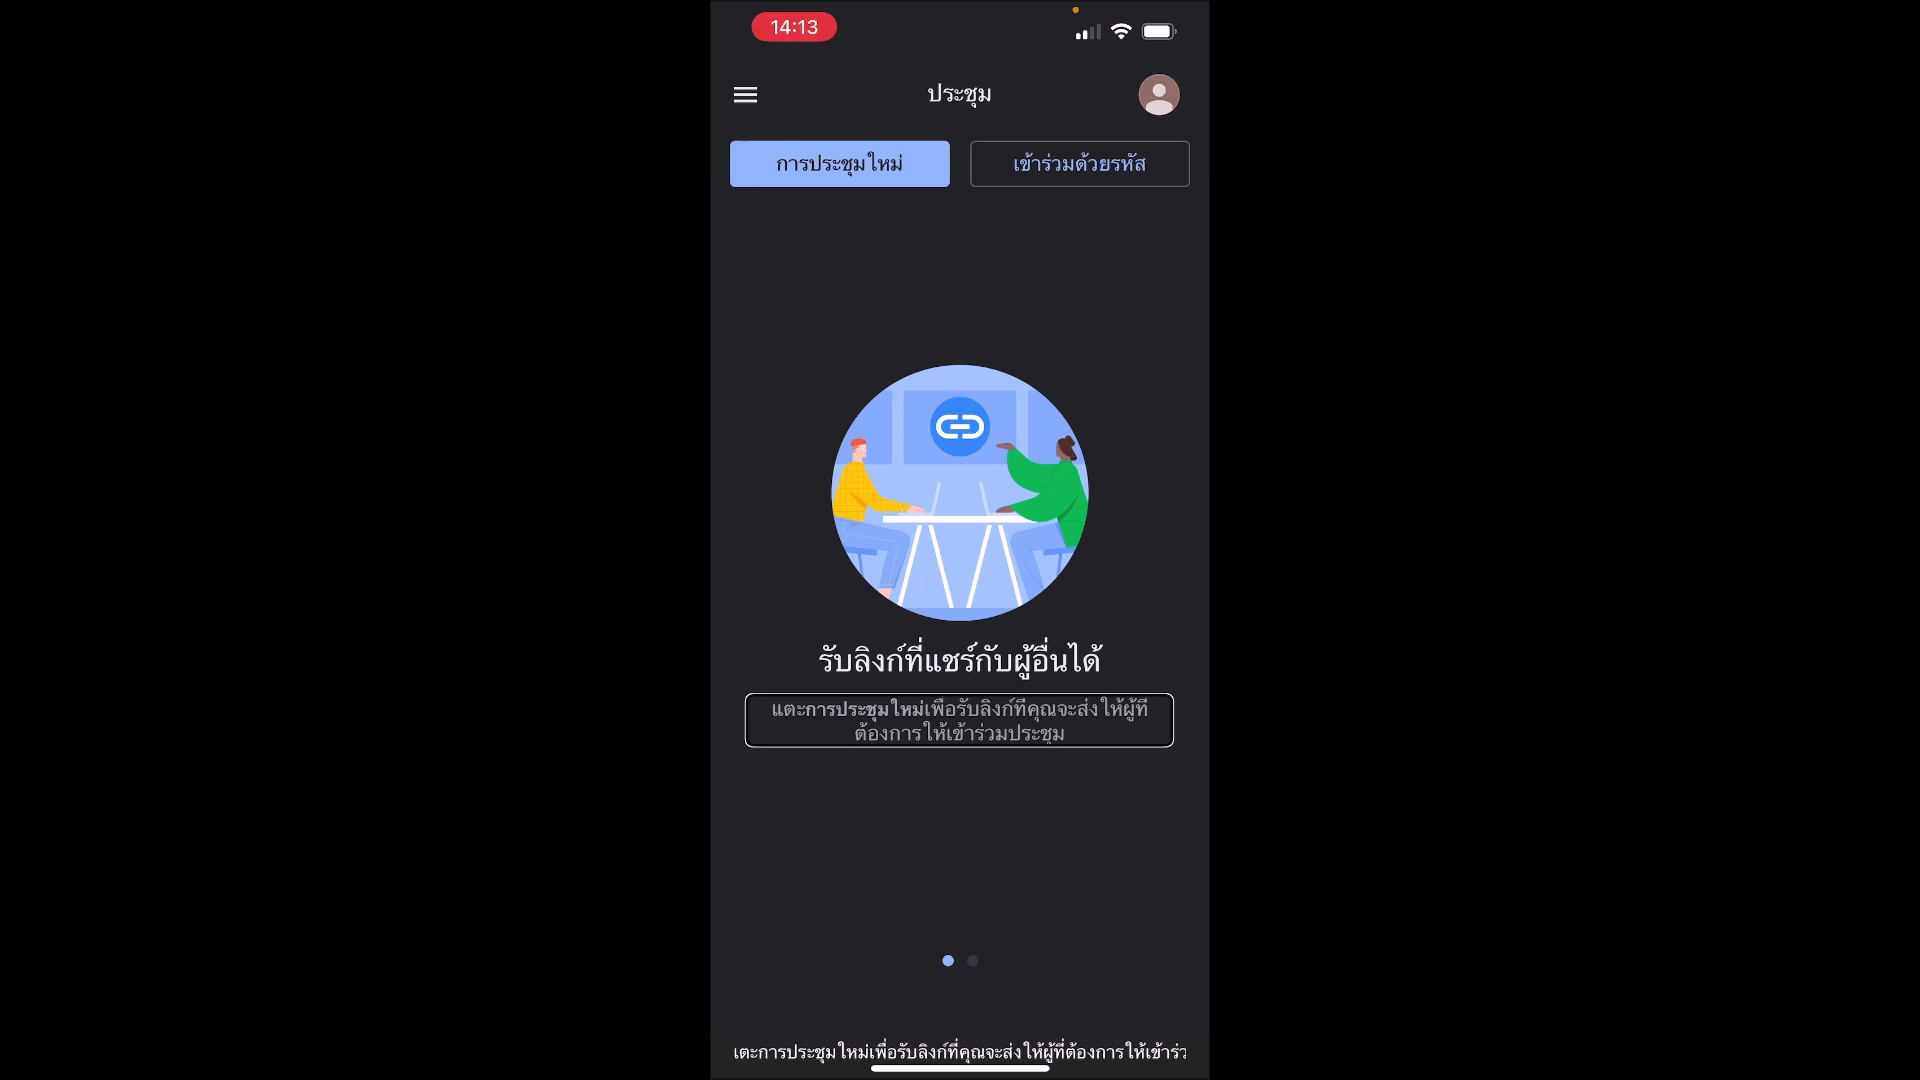 14:13
ประชุม
การประชุมใหม่
เข้าร่วมด้วยรหัส
รับลิงก์ที่แชร์กับผู้อื่นได้
แตะการประชุมใหม่เพื่อรับลิงก์ที่คุณจะส่งให้ผู้ที่
ต้องการให้เข้าร่วมประชุม
แตะการประชุมใหม่เพื่อรับลิงก์ที่คุณจะส่งให้ผู้ที่ต้องการให้เข้าร่ว